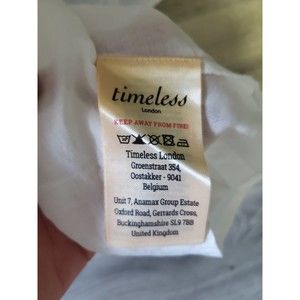 timeless
London
KEEP AWAY FROM FIRE!
Timeless London
Groenstraat 354,
Oostakker - 9041
Belgium
Unit 7, Anamax Group Estate
Oxford Road, Gerrards Cross,
Buckinghamshire SL9 7BB
United Kingdom